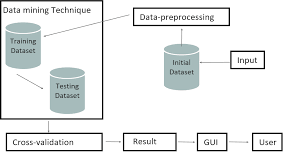 Data mining Technique
Data-preprocessing
Training
Dataset
Initial
Dataset
Input
Testing
Dataset
Cross-validation
Result
GUI
User